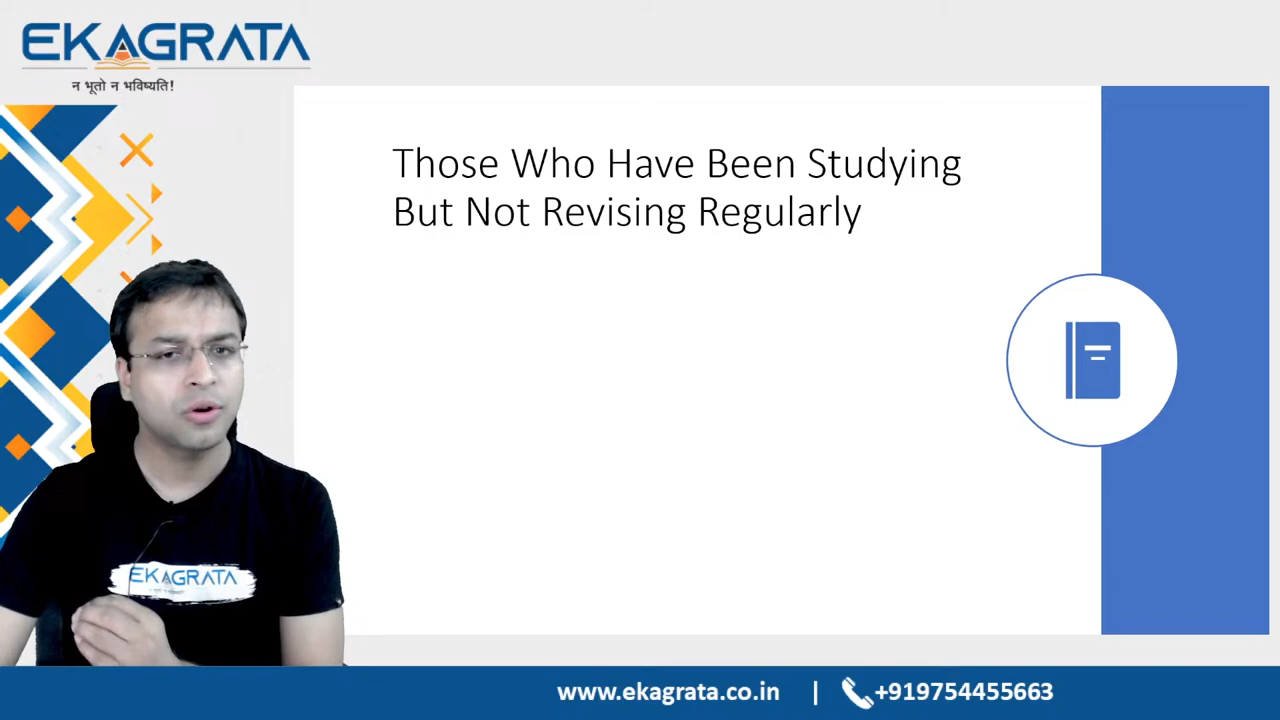 EKAGRATA
न भूतो न भविष्यति!
Those Who Have Been Studying
But Not Revising Regularly
EKAGRATA
www.ekagrata.co.in | +919754455663